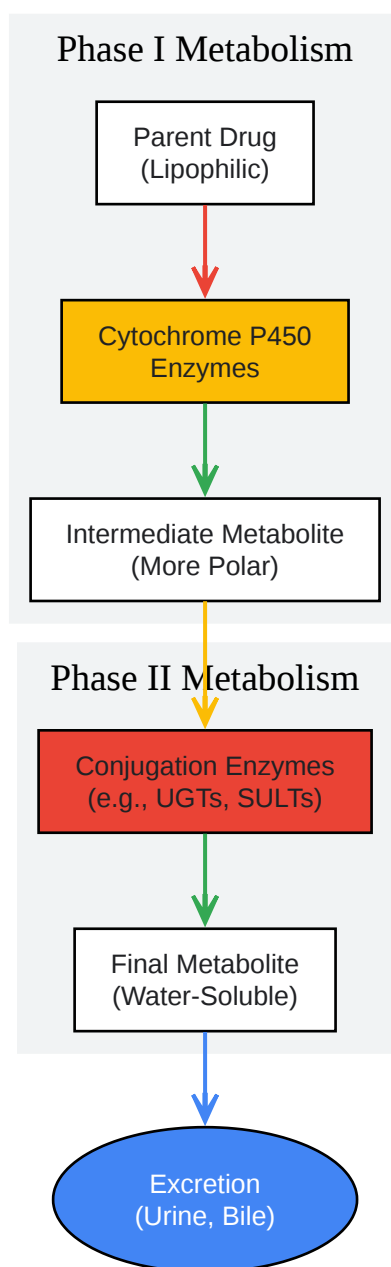 Phase I Metabolism
Parent Drug
(Lipophilic)
Cytochrome P450
Enzymes
Intermediate Metabolite
(More Polar)
Phase II Metabolism
Conjugation Enzymes
(e.g., UGTs, SULTs)
Final Metabolite
(Water-Soluble)
Excretion
(Urine, Bile)